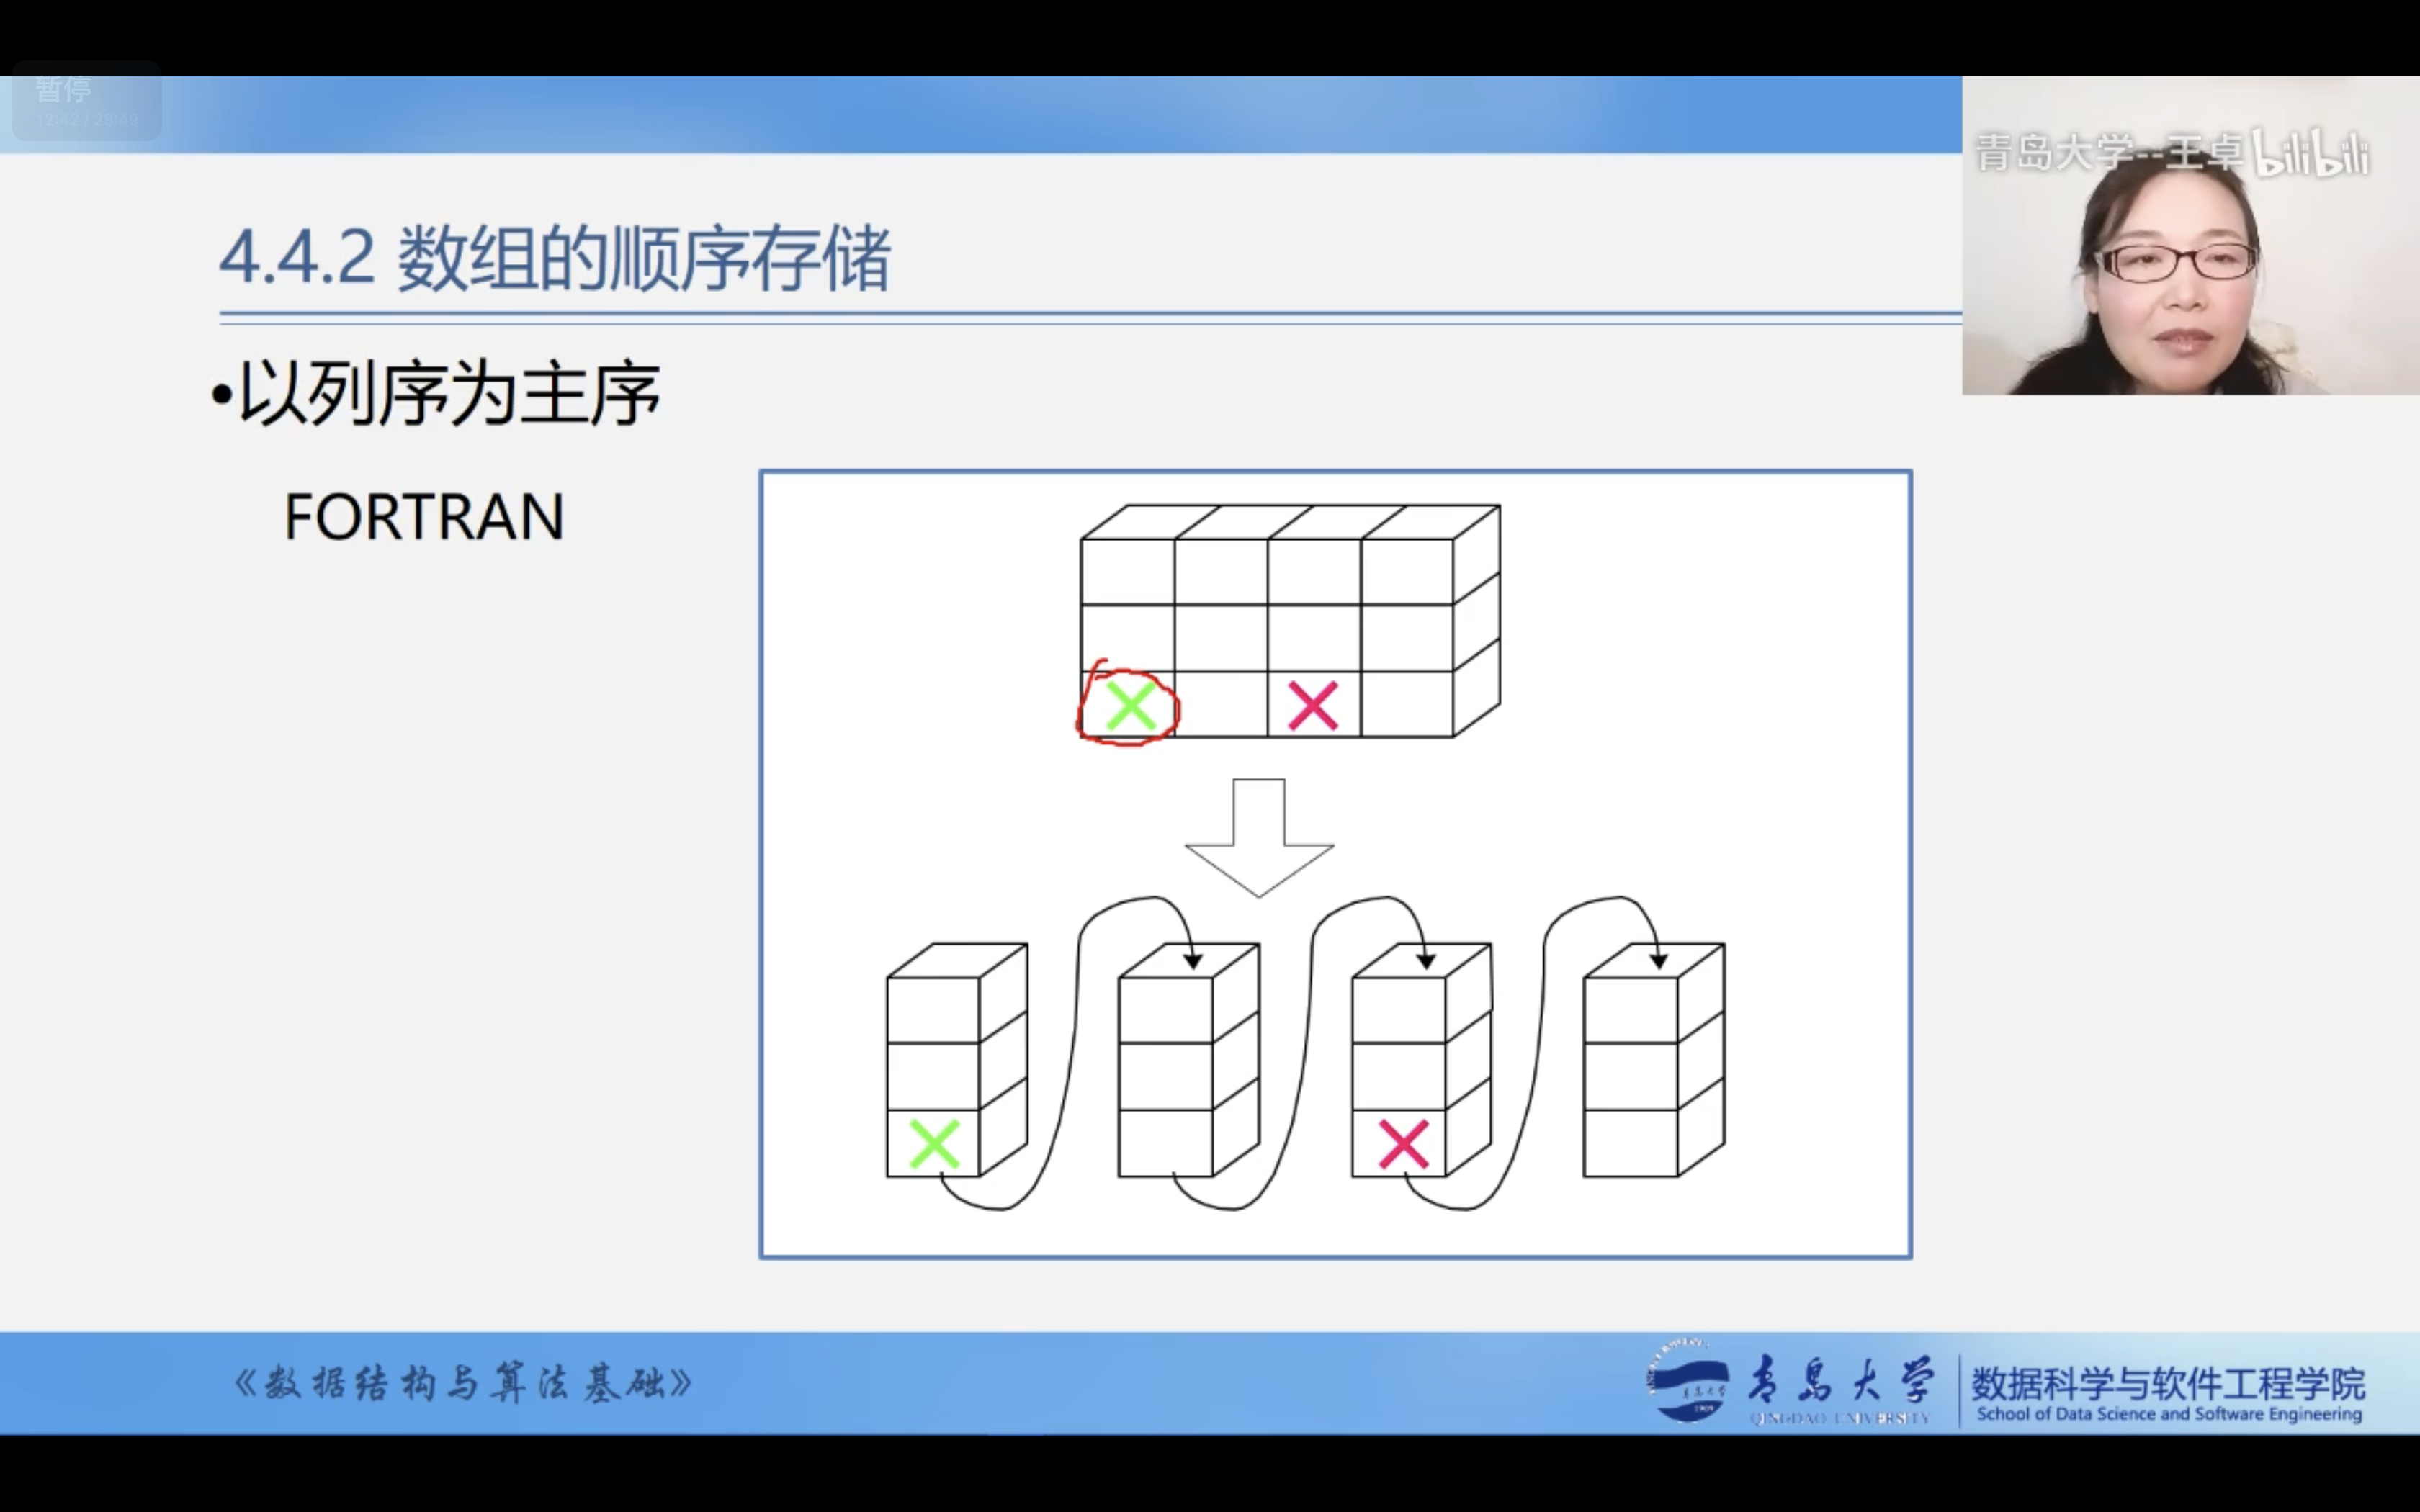 暂停
12:42 / 28:49
青岛大学--王卓 bilibili
4.4.2 数组的顺序存储
•以列序为主序
FORTRAN
《数据结构与算法基础》
青岛大学
QINGDAO UNIVERSITY
1909
数据科学与软件工程学院
School of Data Science and Software Engineering